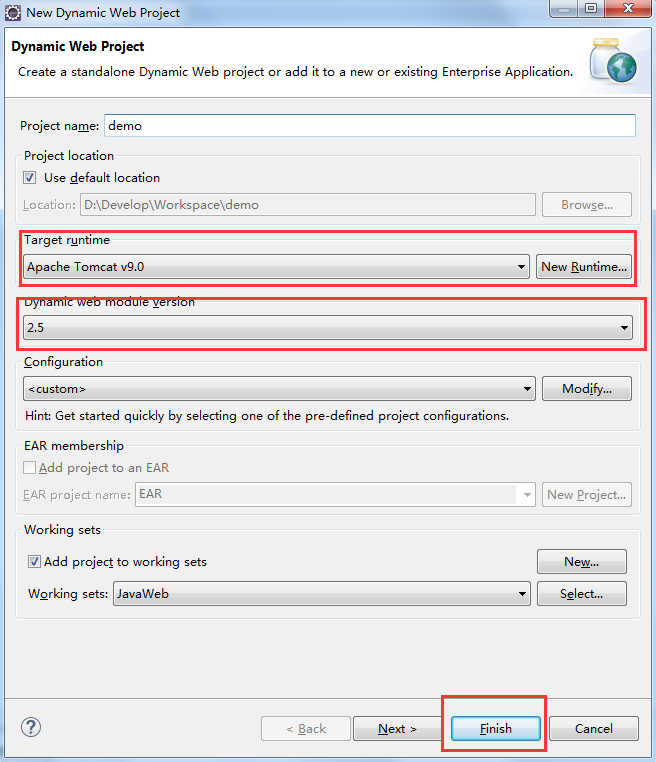 New Dynamic Web Project
Dynamic Web Project
Create a standalone Dynamic Web project or add it to a new or existing Enterprise Application.
Project name: demo
Project location
Use default location
Location: D:\Develop\Workspace\demo Browse...
Target runtime
Apache Tomcat v9.0 New Runtime...
Dynamic web module version
2.5
Configuration
<custom> Modify...
Hint: Get started quickly by selecting one of the pre-defined project configurations.
EAR membership
Add project to an EAR
EAR project name: EAR New Project...
Working sets
Add project to working sets New...
Working sets: JavaWeb Select...
? < Back Next > Finish Cancel